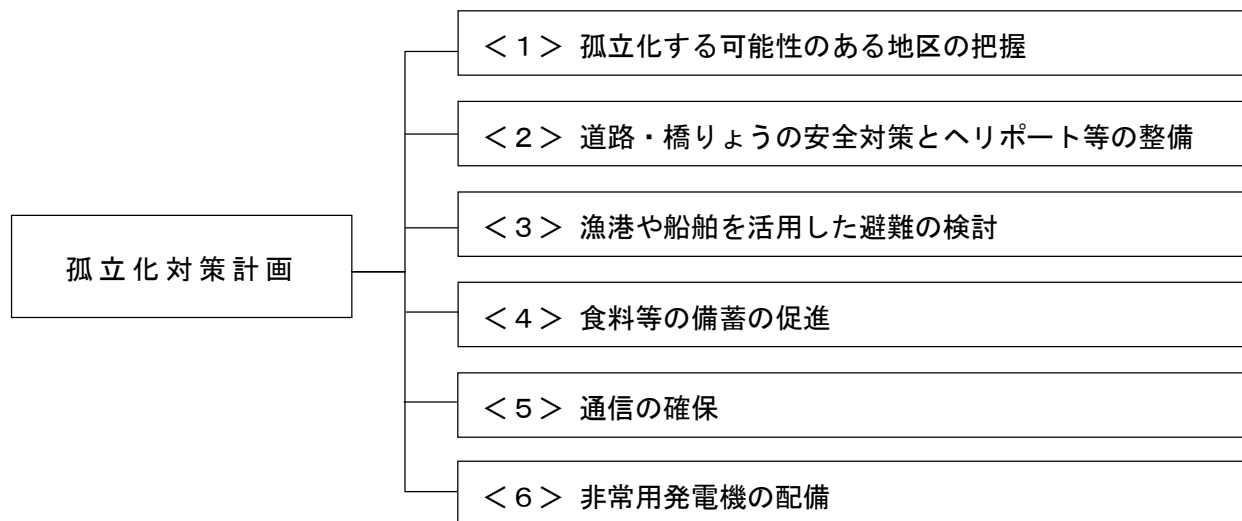 ＜１＞ 孤立化する可能性のある地区の把握
＜２＞ 道路・橋りょうの安全対策とヘリポート等の整備
＜３＞ 漁港や船舶を活用した避難の検討
孤立化対策計画
＜４＞ 食料等の備蓄の促進
＜５＞ 通信の確保
＜６＞ 非常用発電機の配備